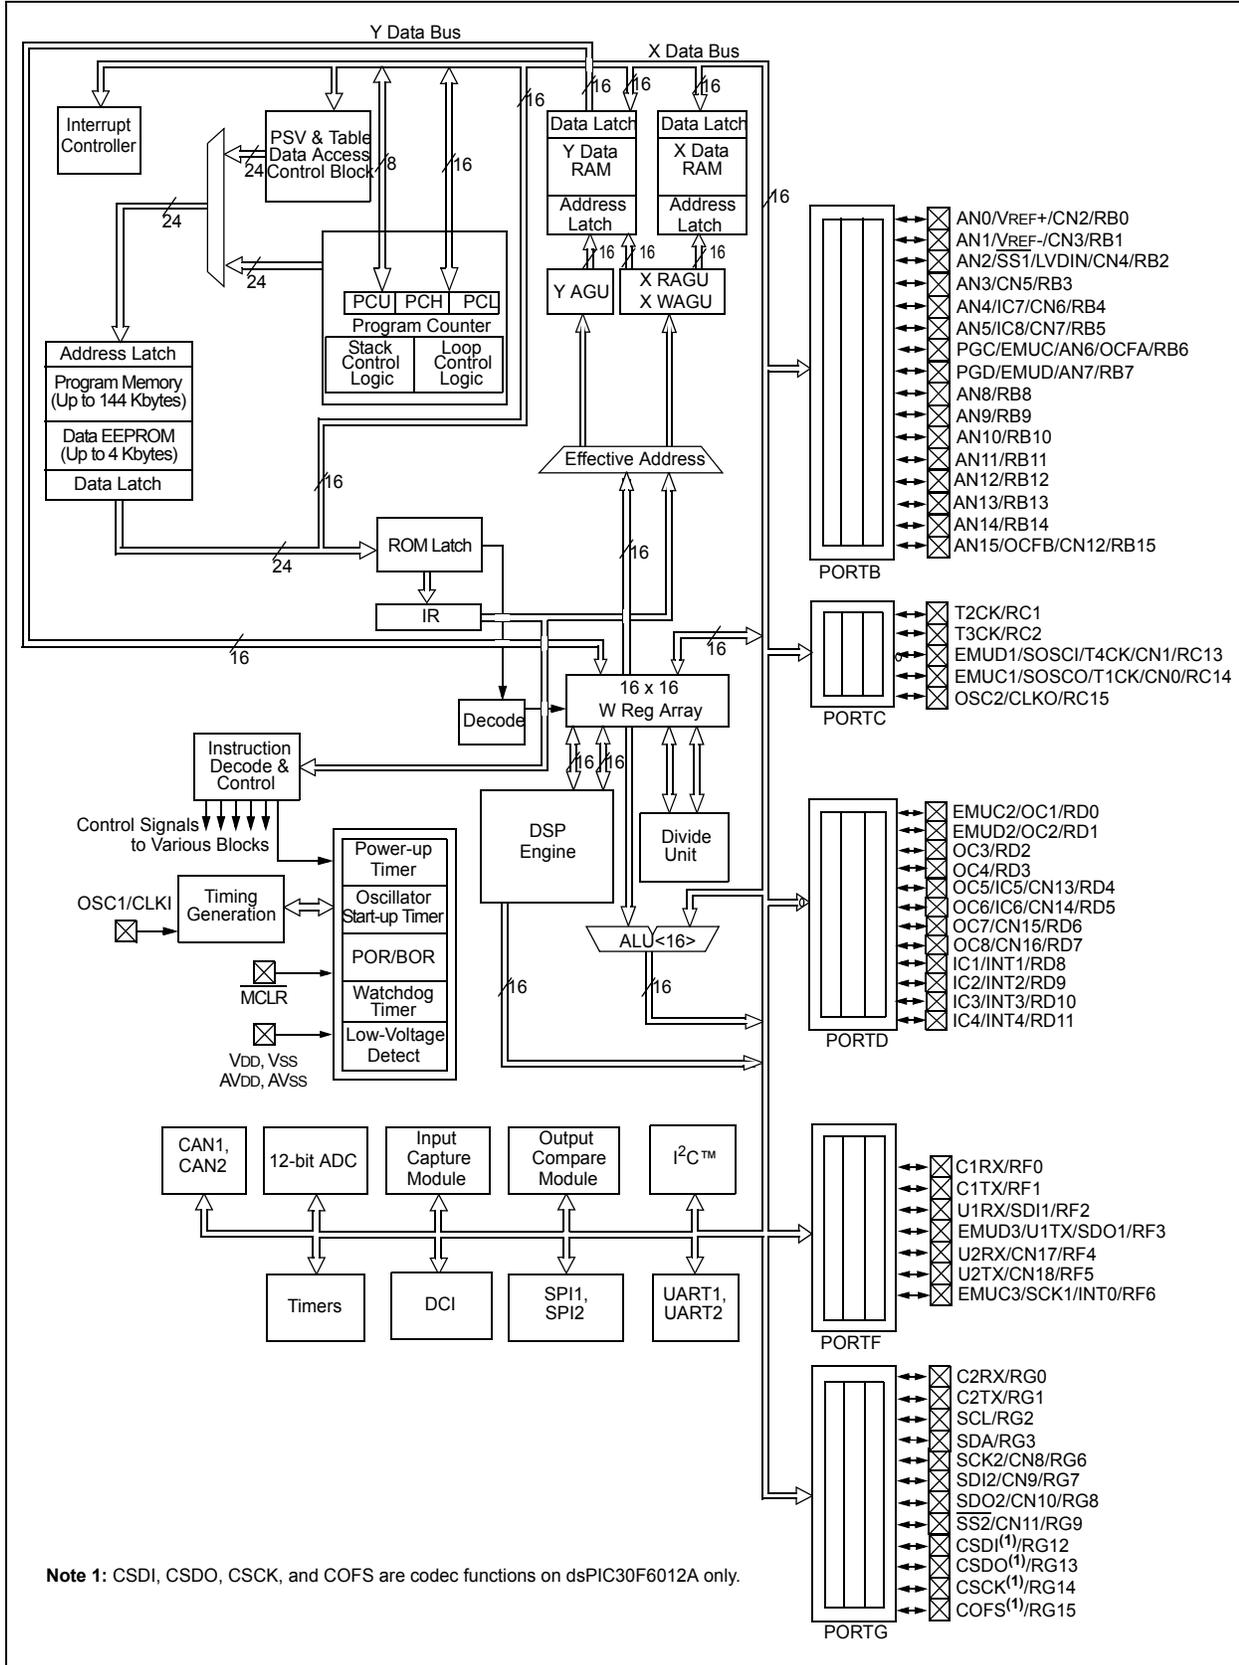 Y Data Bus
X Data Bus
Interrupt
Controller
PSV & Table
Data Access
Control Block
24
24
24
8
16
16
16
16
16
16
Data Latch
Y Data
RAM
Address
Latch
Data Latch
X Data
RAM
Address
Latch
16
16
16
Y AGU
X RAGU
X WAGU
PCU
PCH
PCL
Program Counter
Stack
Control
Logic
Loop
Control
Logic
Address Latch
Program Memory
(Up to 144 Kbytes)
Data EEPROM
(Up to 4 Kbytes)
Data Latch
Effective Address
16
24
ROM Latch
16
IR
16
16
16 x 16
W Reg Array
Decode
Instruction
Decode &
Control
Control Signals
to Various Blocks
16
16
DSP
Engine
Divide
Unit
Power-up
Timer
Oscillator
Start-up Timer
POR/BOR
Watchdog
Timer
Low-Voltage
Detect
OSC1/CLKI
Timing
Generation
MCLR
VDD, VSS
AVDD, AVSS
ALU<16>
16
16
CAN1,
CAN2
12-bit ADC
Input
Capture
Module
Output
Compare
Module
I2C™
Timers
DCI
SPI1,
SPI2
UART1,
UART2
AN0/VREF+/CN2/RB0
AN1/VREF-/CN3/RB1
AN2/SS1/LVDIN/CN4/RB2
AN3/CN5/RB3
AN4/IC7/CN6/RB4
AN5/IC8/CN7/RB5
PGC/EMUC/AN6/OCFA/RB6
PGD/EMUD/AN7/RB7
AN8/RB8
AN9/RB9
AN10/RB10
AN11/RB11
AN12/RB12
AN13/RB13
AN14/RB14
AN15/OCFB/CN12/RB15
PORTB
T2CK/RC1
T3CK/RC2
EMUD1/SOSCI/T4CK/CN1/RC13
EMUC1/SOSCO/T1CK/CN0/RC14
OSC2/CLKO/RC15
PORTC
EMUC2/OC1/RD0
EMUD2/OC2/RD1
OC3/RD2
OC4/RD3
OC5/IC5/CN13/RD4
OC6/IC6/CN14/RD5
OC7/CN15/RD6
OC8/CN16/RD7
IC1/INT1/RD8
IC2/INT2/RD9
IC3/INT3/RD10
IC4/INT4/RD11
PORTD
C1RX/RF0
C1TX/RF1
U1RX/SDI1/RF2
EMUD3/U1TX/SDO1/RF3
U2RX/CN17/RF4
U2TX/CN18/RF5
EMUC3/SCK1/INT0/RF6
PORTF
C2RX/RG0
C2TX/RG1
SCL/RG2
SDA/RG3
SCK2/CN8/RG6
SDI2/CN9/RG7
SDO2/CN10/RG8
SS2/CN11/RG9
CSDI(1)/RG12
CSDO(1)/RG13
CSCK(1)/RG14
COFS(1)/RG15
PORTG
Note 1: CSDI, CSDO, CSCK, and COFS are codec functions on dsPIC30F6012A only.